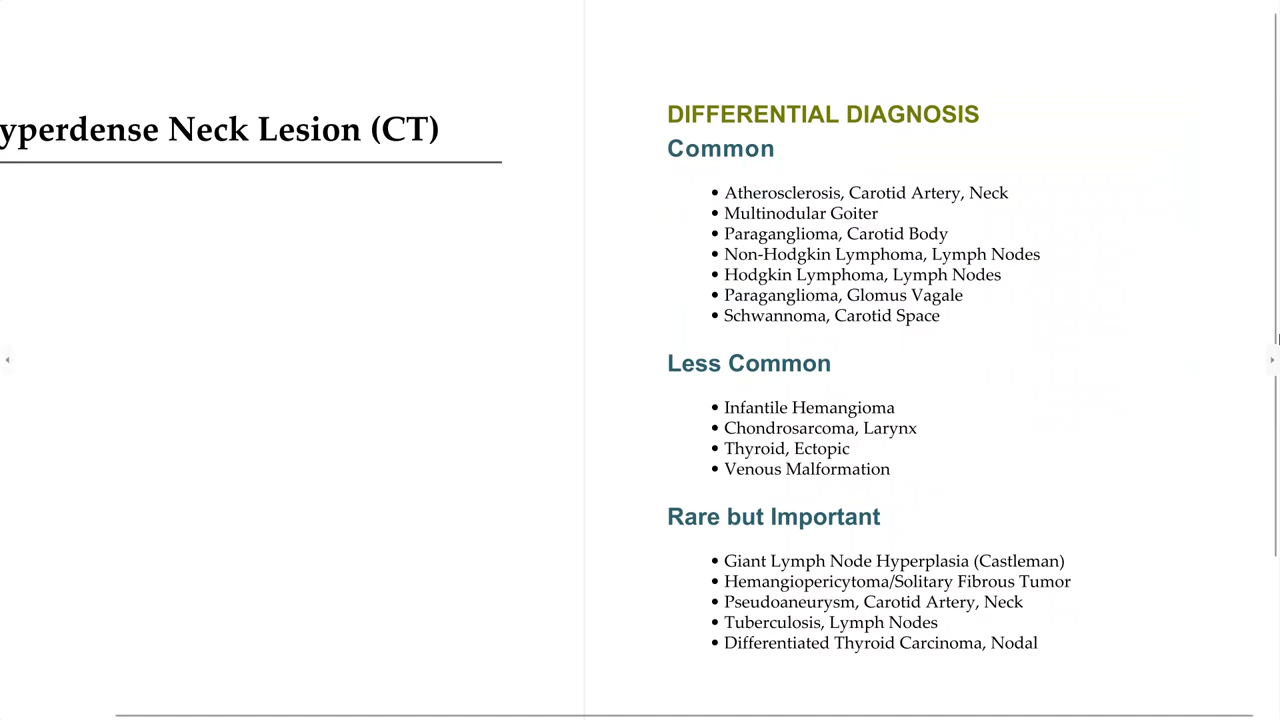 yperdense Neck Lesion (CT)
DIFFERENTIAL DIAGNOSIS
Common
• Atherosclerosis, Carotid Artery, Neck
• Multinodular Goiter
• Paraganglioma, Carotid Body
• Non-Hodgkin Lymphoma, Lymph Nodes
• Hodgkin Lymphoma, Lymph Nodes
• Paraganglioma, Glomus Vagale
• Schwannoma, Carotid Space
Less Common
• Infantile Hemangioma
• Chondrosarcoma, Larynx
• Thyroid, Ectopic
• Venous Malformation
Rare but Important
• Giant Lymph Node Hyperplasia (Castleman)
• Hemangiopericytoma/Solitary Fibrous Tumor
• Pseudoaneurysm, Carotid Artery, Neck
• Tuberculosis, Lymph Nodes
• Differentiated Thyroid Carcinoma, Nodal